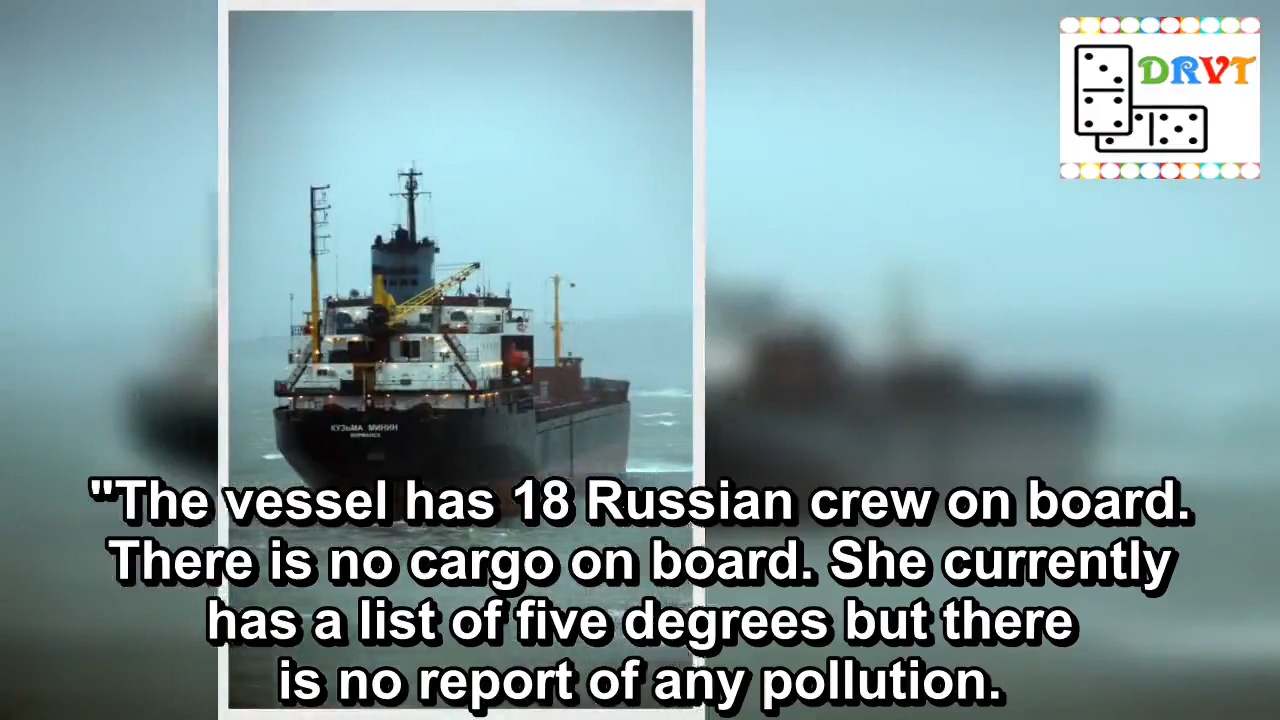 DRVT
КУЗЬМА МИНИН
МУРМАНСК
"The vessel has 18 Russian crew on board.
There is no cargo on board. She currently
has a list of five degrees but there
is no report of any pollution.